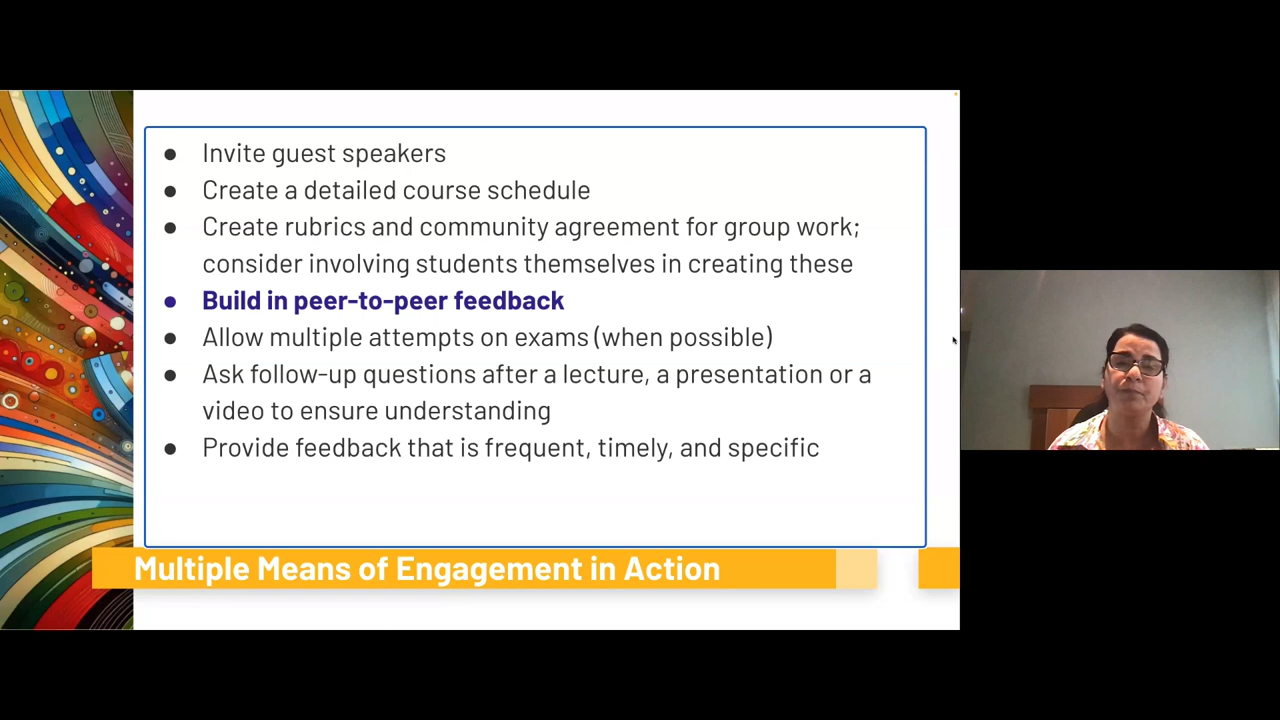 ● Invite guest speakers
● Create a detailed course schedule
● Create rubrics and community agreement for group work;
consider involving students themselves in creating these
● Build in peer-to-peer feedback
● Allow multiple attempts on exams (when possible)
● Ask follow-up questions after a lecture, a presentation or a
video to ensure understanding
● Provide feedback that is frequent, timely, and specific
Multiple Means of Engagement in Action